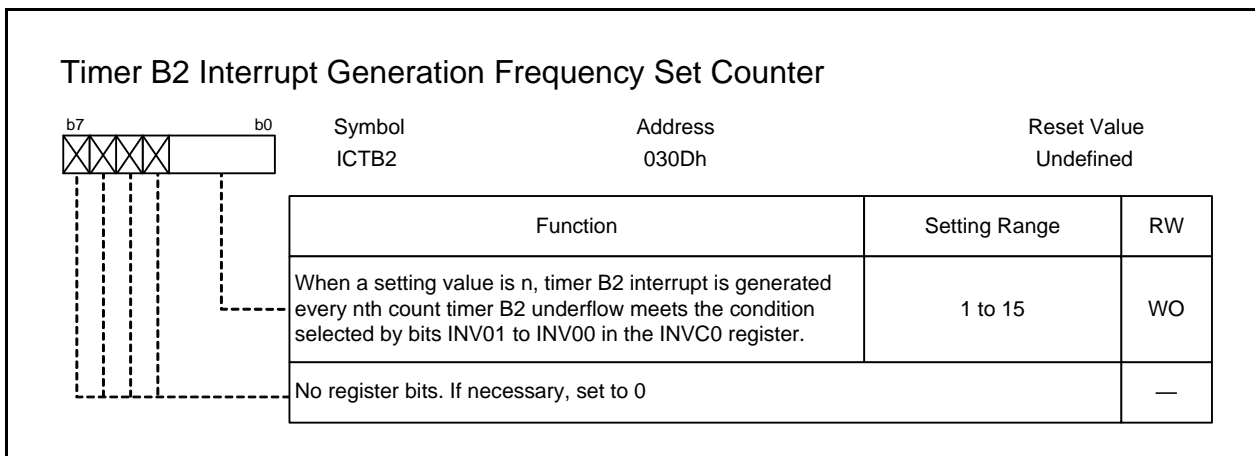 Timer B2 Interrupt Generation Frequency Set Counter
b7 b0 Symbol Address Reset Value
ICTB2 030Dh Undefined
Function Setting Range RW
When a setting value is n, timer B2 interrupt is generated
every nth count timer B2 underflow meets the condition
selected by bits INV01 to INV00 in the INVC0 register.
1 to 15 WO
No register bits. If necessary, set to 0 —